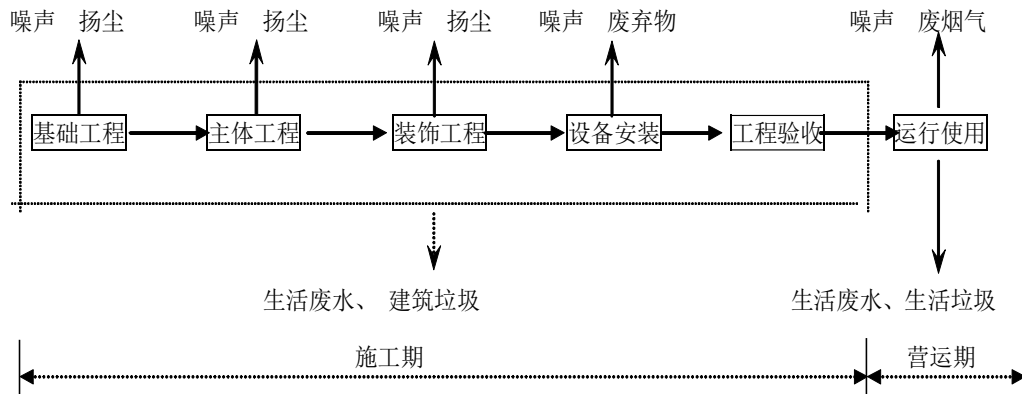 噪声 扬尘 噪声 扬尘 噪声 扬尘 噪声 废弃物 噪声 废烟气
基础工程 主体工程 装饰工程 设备安装 工程验收 运行使用
生活废水、 建筑垃圾 生活废水、生活垃圾
施工期 营运期